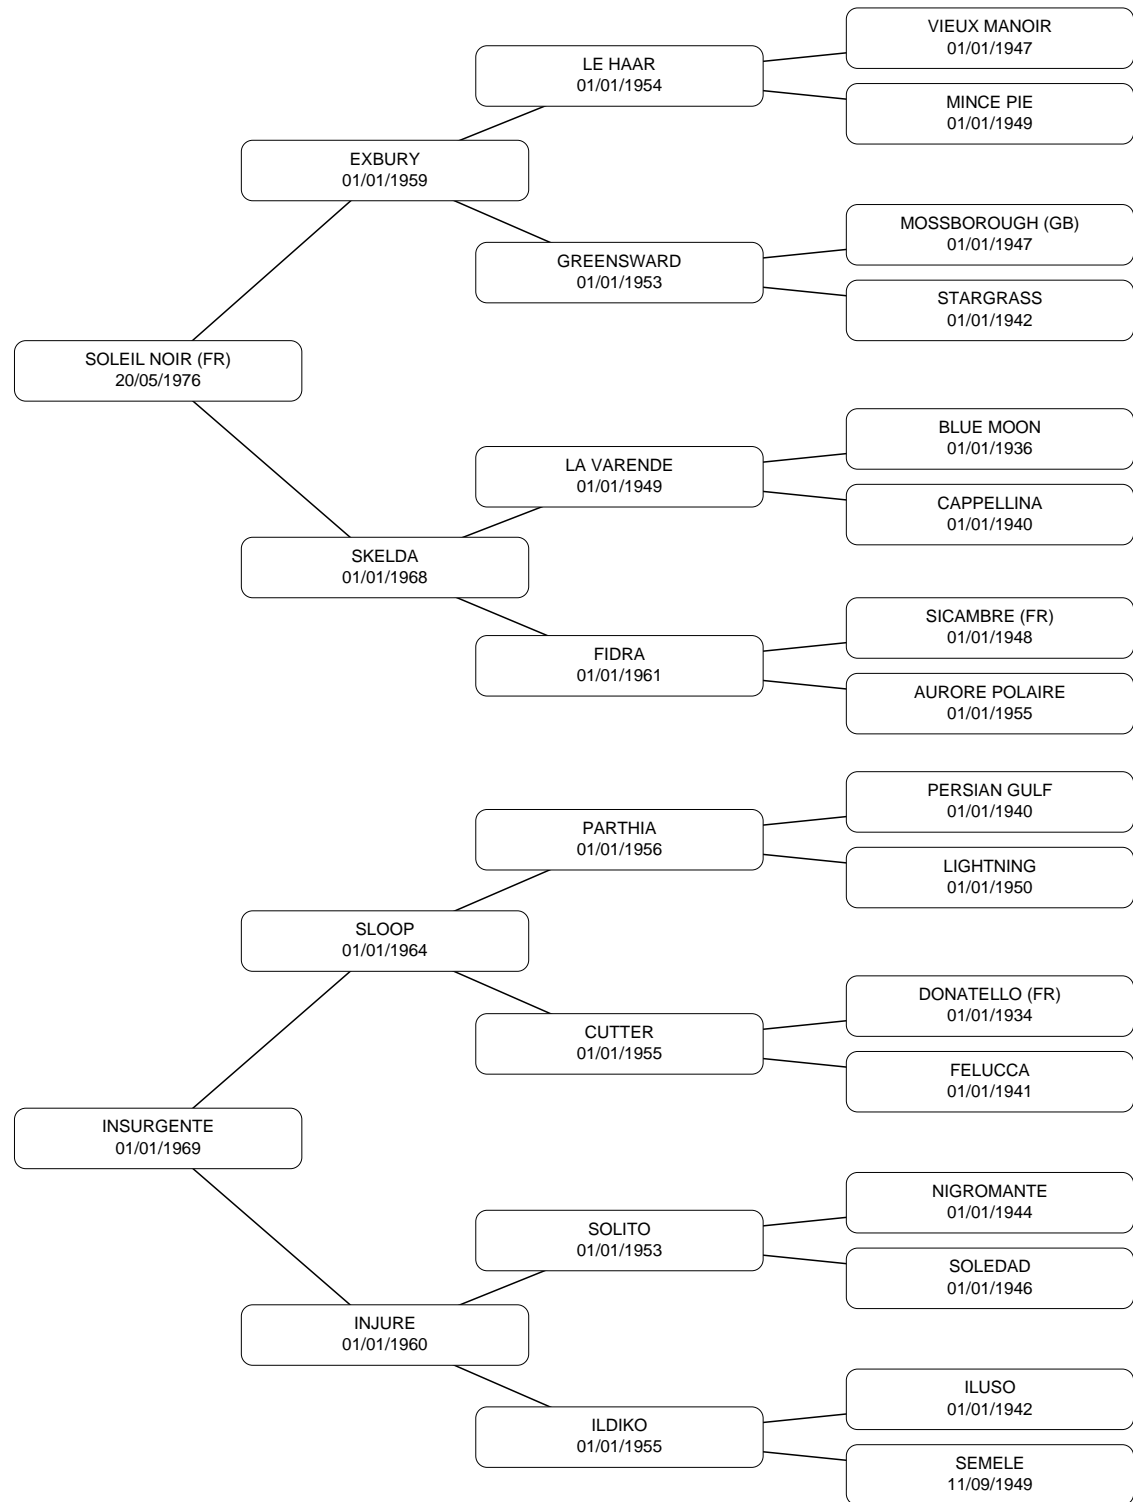 VIEUX MANOIR
01/01/1947
LE HAAR
01/01/1954
MINCE PIE
01/01/1949
EXBURY
01/01/1959
MOSSBOROUGH (GB)
01/01/1947
GREENSWARD
01/01/1953
STARGRASS
01/01/1942
SOLEIL NOIR (FR)
20/05/1976
BLUE MOON
01/01/1936
LA VARENDE
01/01/1949
CAPPELLINA
01/01/1940
SKELDA
01/01/1968
SICAMBRE (FR)
01/01/1948
FIDRA
01/01/1961
AURORE POLAIRE
01/01/1955
PERSIAN GULF
01/01/1940
PARTHIA
01/01/1956
LIGHTNING
01/01/1950
SLOOP
01/01/1964
DONATELLO (FR)
01/01/1934
CUTTER
01/01/1955
FELUCCA
01/01/1941
INSURGENTE
01/01/1969
NIGROMANTE
01/01/1944
SOLITO
01/01/1953
SOLEDAD
01/01/1946
INJURE
01/01/1960
ILUSO
01/01/1942
ILDIKO
01/01/1955
SEMELE
11/09/1949